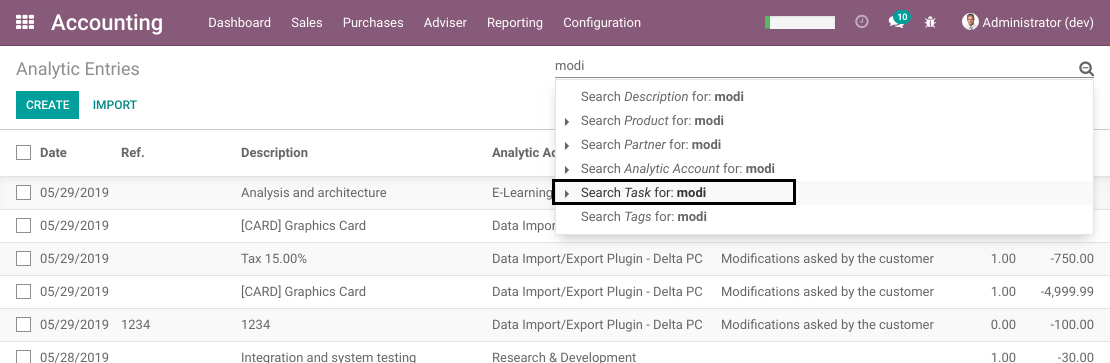 Accounting Dashboard Sales Purchases Adviser Reporting Configuration 10 Administrator (dev)
Analytic Entries modi
CREATE IMPORT
Search Description for: modi
Search Product for: modi
Search Partner for: modi
Search Analytic Account for: modi
Search Task for: modi
Search Tags for: modi
Date Ref. Description Analytic Ac
05/29/2019 Analysis and architecture E-Learning
05/29/2019 [CARD] Graphics Card Data Impor
05/29/2019 Tax 15.00% Data Import/Export Plugin - Delta PC Modifications asked by the customer 1.00 -750.00
05/29/2019 [CARD] Graphics Card Data Import/Export Plugin - Delta PC Modifications asked by the customer 1.00 -4,999.99
05/29/2019 1234 1234 Data Import/Export Plugin - Delta PC Modifications asked by the customer 0.00 -100.00
05/28/2019 Integration and system testing Research & Development 1.00 -30.00